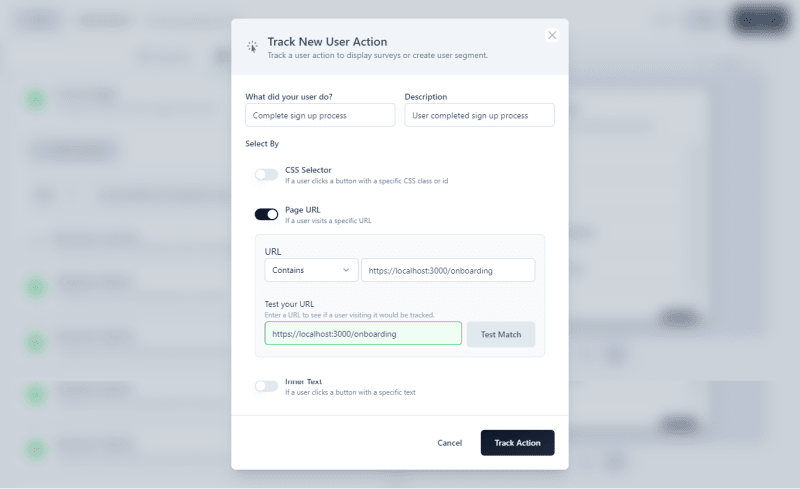 Track New User Action
Track a user action to display surveys or create user segment.
What did your user do?
Description
Complete sign up process
User completed sign up process
Select By
CSS Selector
If a user clicks a button with a specific CSS class or id
Page URL
If a user visits a specific URL
URL
Contains
https://localhost:3000/onboarding
Test your URL
Enter a URL to see if a user visiting it would be tracked.
https://localhost:3000/onboarding
Test Match
Inner Text
If a user clicks a button with a specific text
Cancel
Track Action